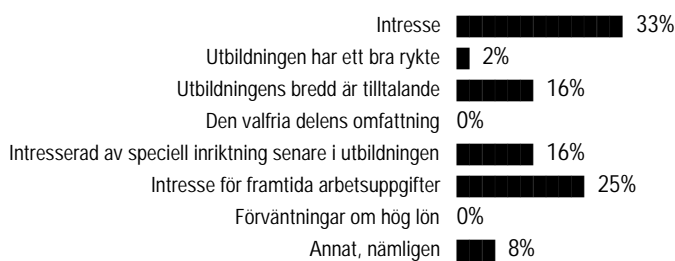 Intresse 33%
Utbildningen har ett bra rykte 2%
Utbildningens bredd är tilltalande 16%
Den valfria delens omfattning 0%
Intresserad av speciell inriktning senare i utbildningen 16%
Intresse för framtida arbetsuppgifter 25%
Förväntningar om hög lön 0%
Annat, nämligen 8%